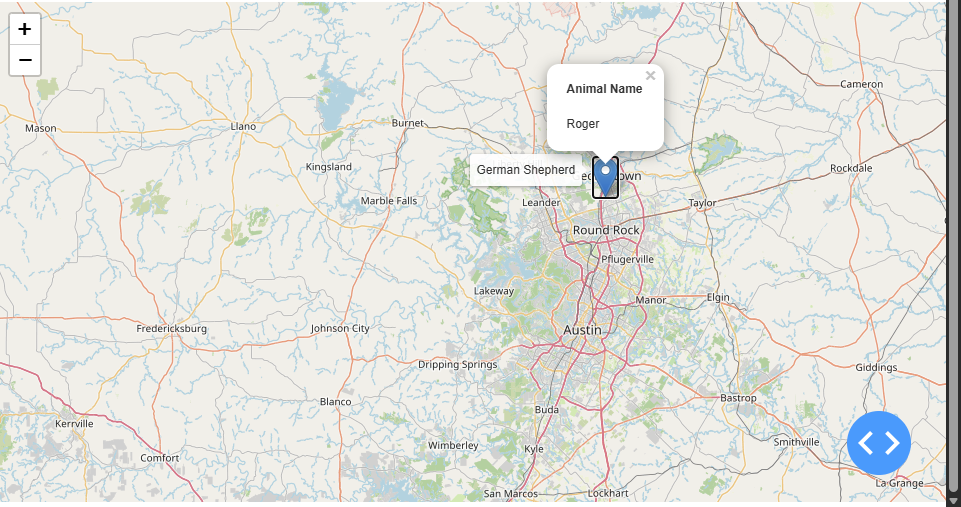 +
−
Animal Name
×
Roger
Cameron
Mason
Llano
Burnet
Kingsland
German Shepherd
Rockdale
Marble Falls
Leander
Taylor
Round Rock
Pflugerville
Lakeway
Manor
Elgin
Fredericksburg
Johnson City
Austin
Dripping Springs
Giddings
Blanco
Buda
Bastrop
Kerrville
Wimberley
Kyle
Smithville
Comfort
San Marcos
Lockhart
La Grange